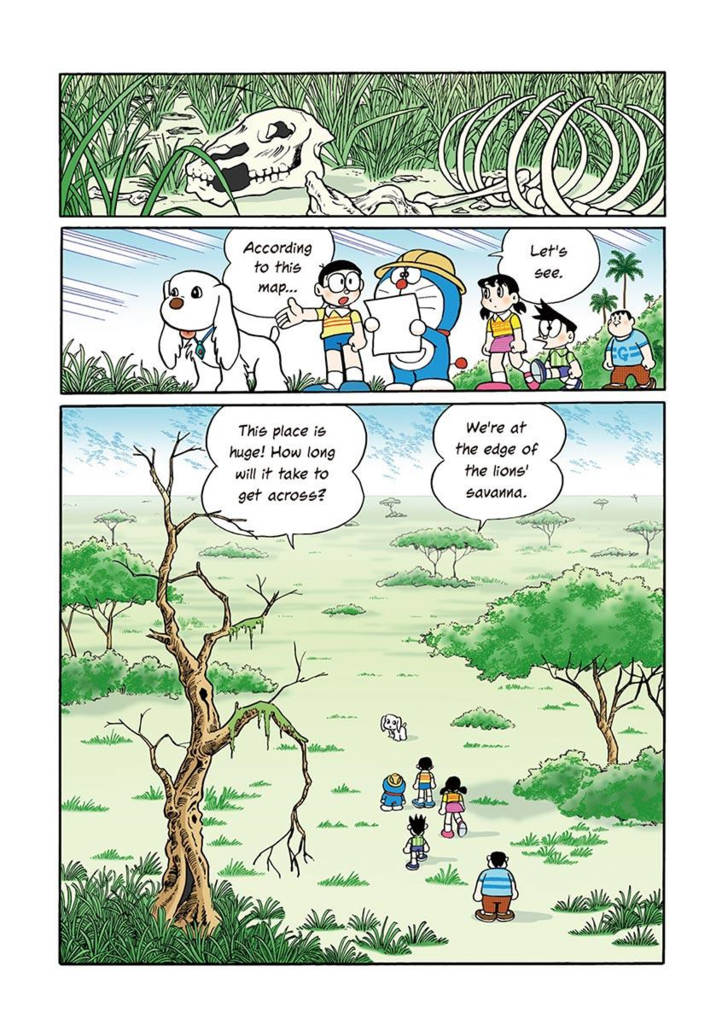 Let's
see.
According
to this
map...
G
We're at
the edge of
the lions'
savanna.
This place is
huge! How long
will it take to
get across?